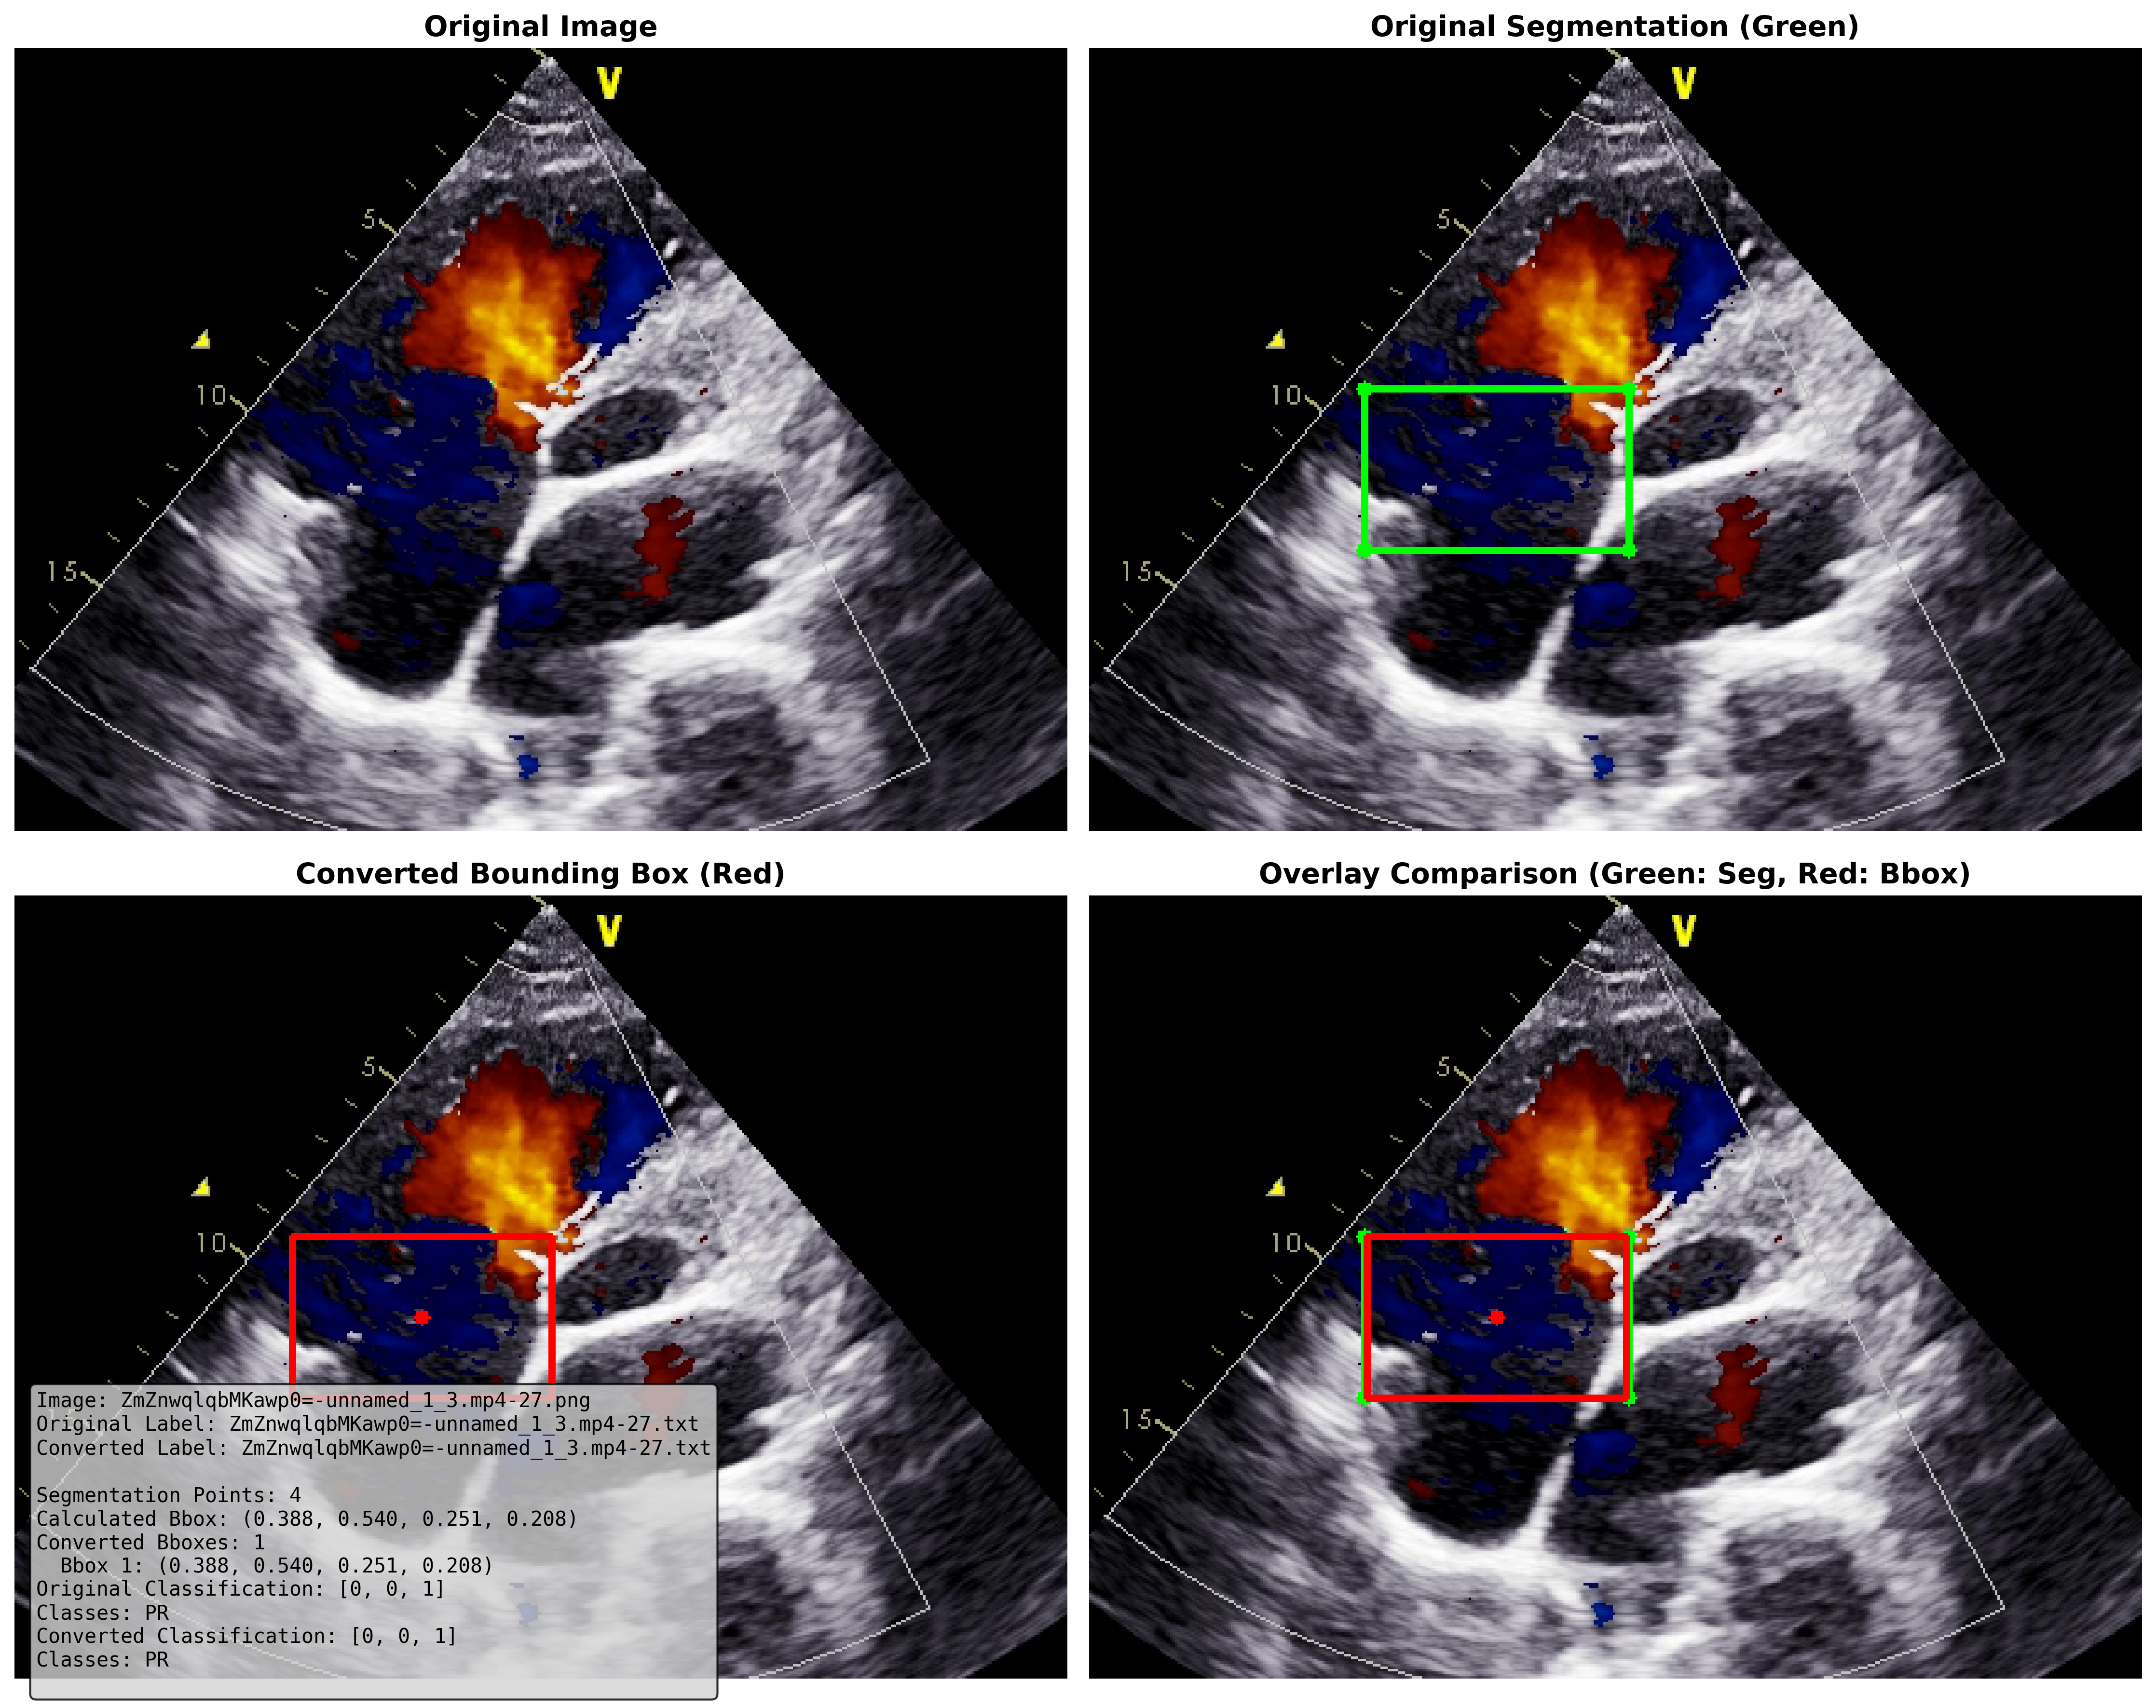 Original Image
V
5
10
15
Original Segmentation (Green)
V
5
10
15
Converted Bounding Box (Red)
V
5
10
Image: ZmZnwqlqbMKawp0=-unnamed_1_3.mp4-27.png
Original Label: ZmZnwqlqbMKawp0=-unnamed_1_3.mp4-27.txt
Converted Label: ZmZnwqlqbMKawp0=-unnamed_1_3.mp4-27.txt
Segmentation Points: 4
Calculated Bbox: (0.388, 0.540, 0.251, 0.208)
Converted Bboxes: 1
Bbox 1: (0.388, 0.540, 0.251, 0.208)
Original Classification: [0, 0, 1]
Classes: PR
Converted Classification: [0, 0, 1]
Classes: PR
Overlay Comparison (Green: Seg, Red: Bbox)
V
5
10
15